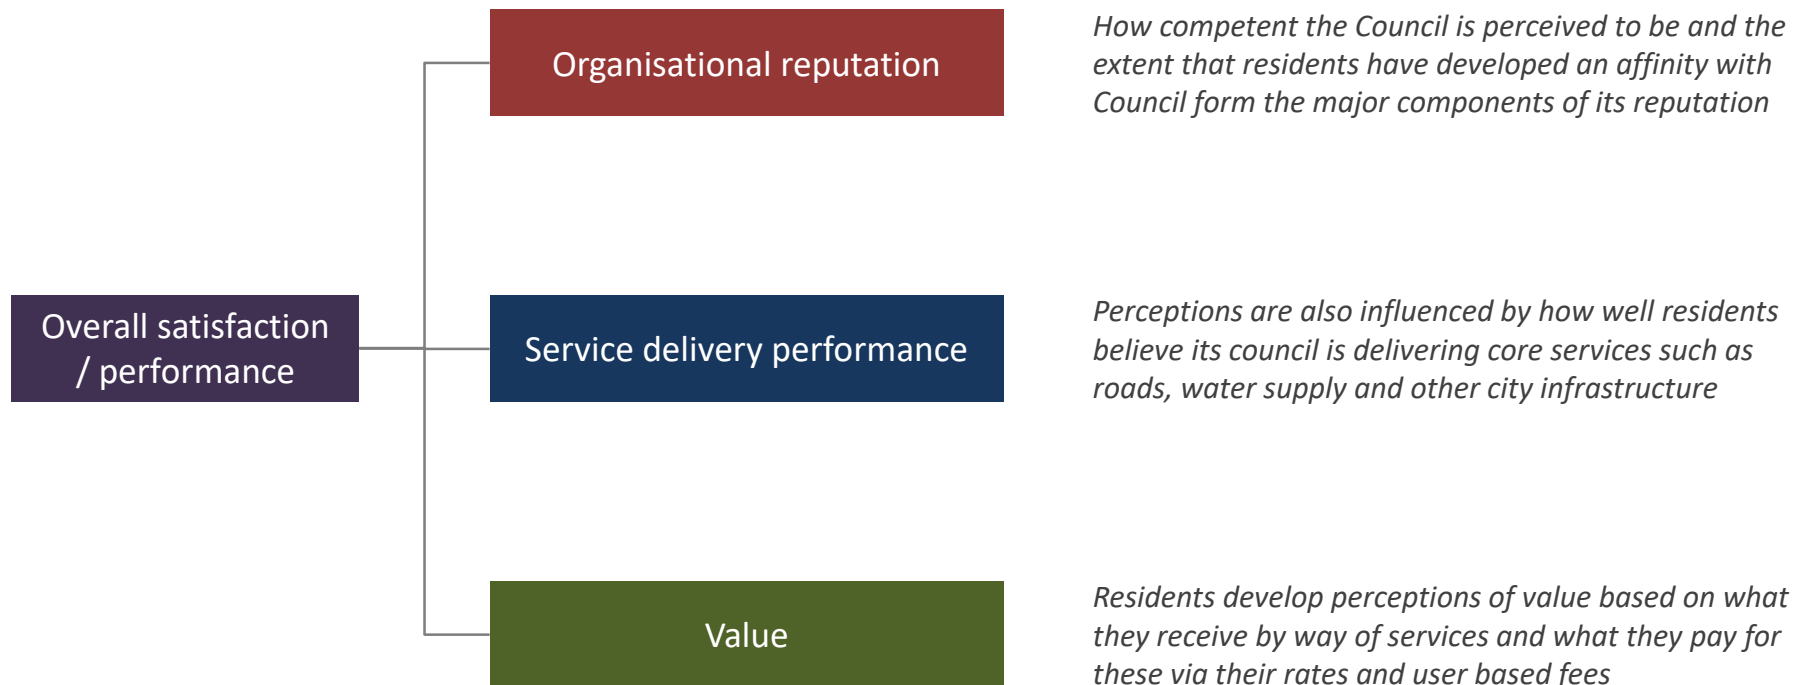 Organisational reputation
How competent the Council is perceived to be and the
extent that residents have developed an affinity with
Council form the major components of its reputation
Overall satisfaction
/ performance
Service delivery performance
Perceptions are also influenced by how well residents
believe its council is delivering core services such as
roads, water supply and other city infrastructure
Value
Residents develop perceptions of value based on what
they receive by way of services and what they pay for
these via their rates and user based fees